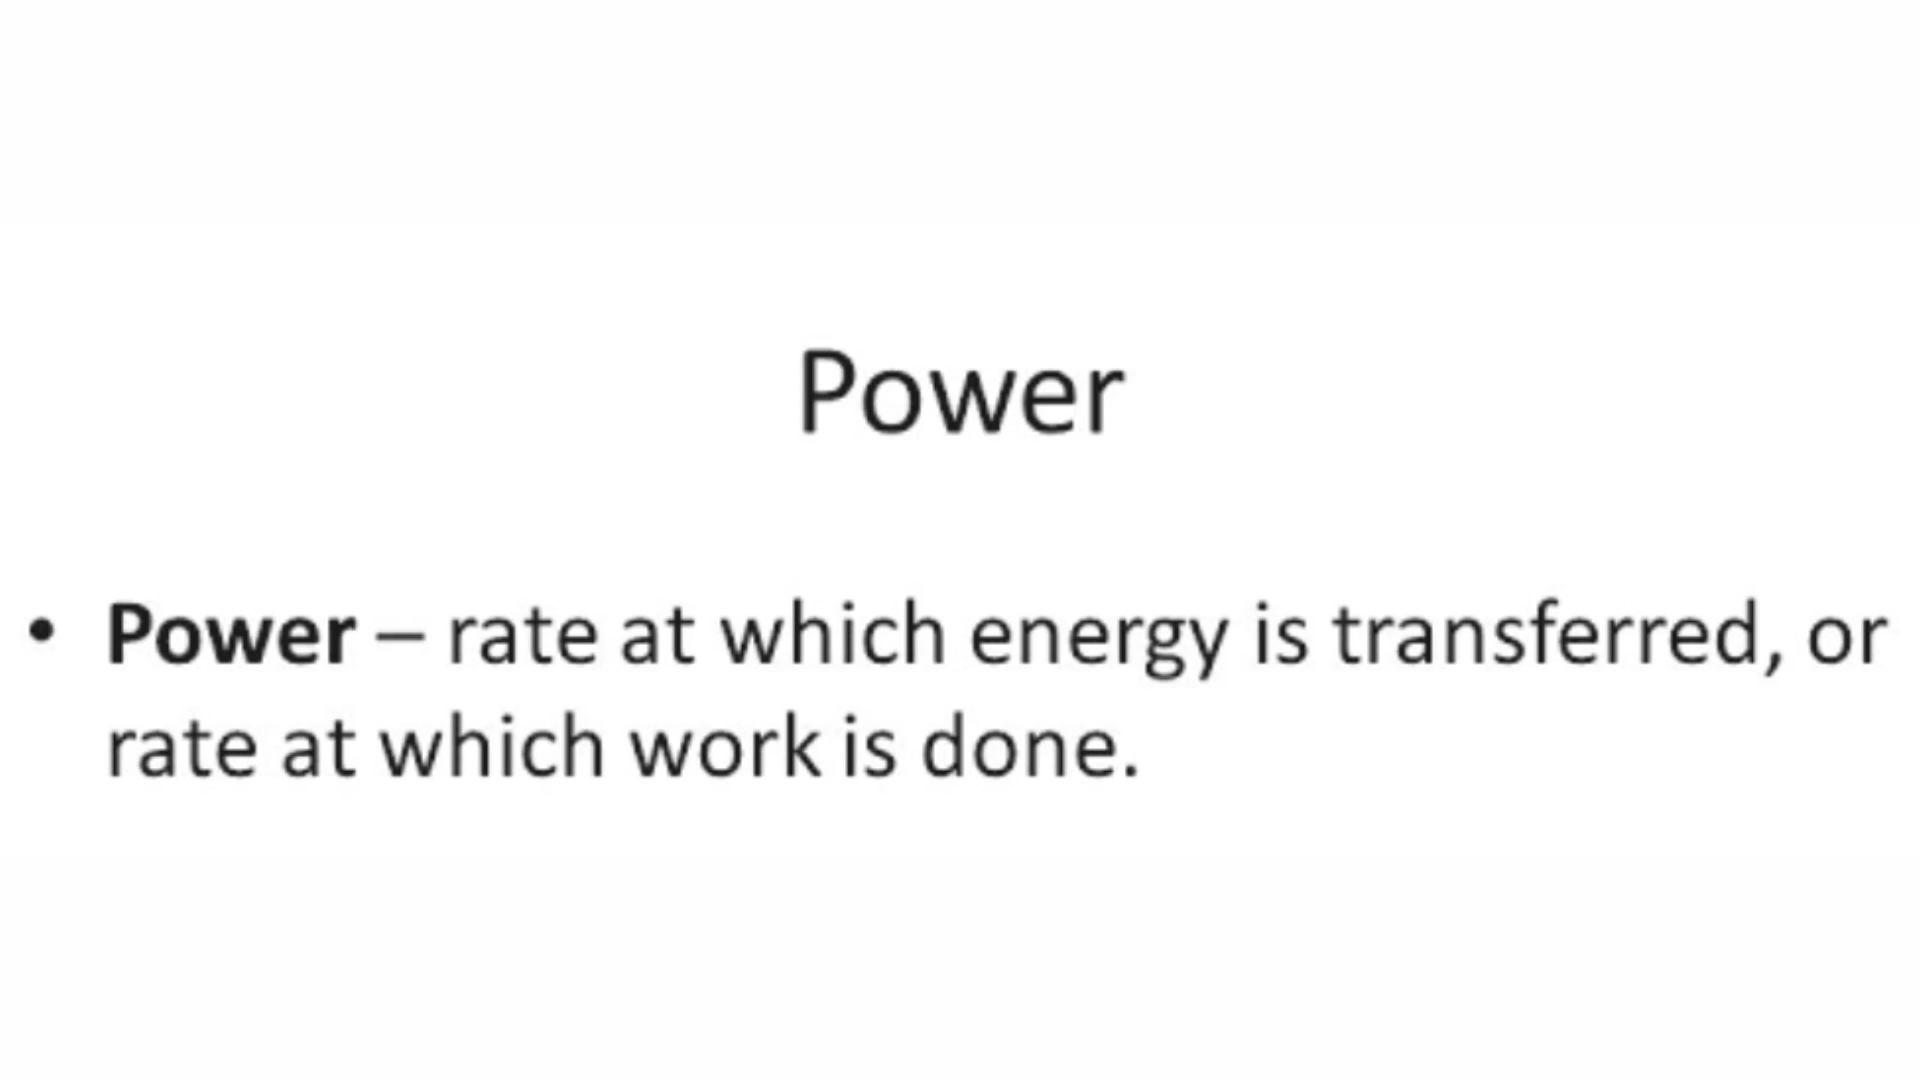 Power
• Power – rate at which energy is transferred, or
rate at which work is done.